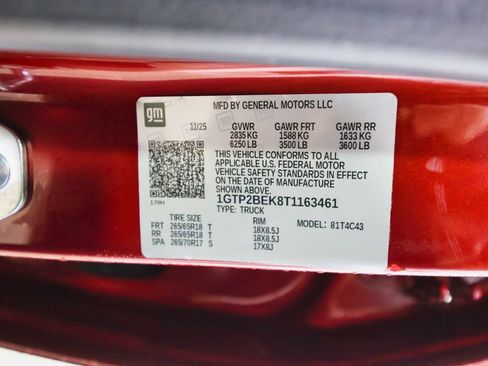 gm
MFD BY GENERAL MOTORS LLC
11/25 GVWR GAWR FRT GAWR RR
2835 KG 1588 KG 1633 KG
6250 LB 3500 LB 3600 LB
THIS VEHICLE CONFORMS TO ALL
APPLICABLE U.S. FEDERAL MOTOR
VEHICLE SAFETY STANDARDS IN EFFECT
ON THE DATE OF MANUFACTURE
SHOWN ABOVE.
170H 1GTP2BEK8T1163461
TYPE: TRUCK
TIRE SIZE RIM MODEL: 81T4C43
FRT 265/65R18 T 18X8.5J
RR 265/65R18 T 18X8.5J
SPA 265/70R17 S 17X8J